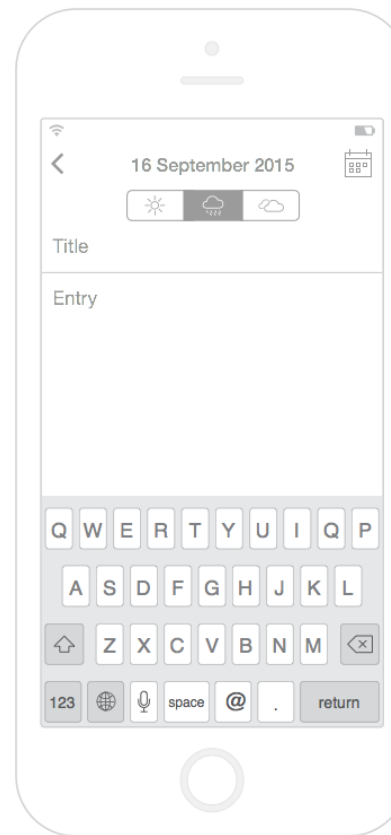 16 September 2015
Title
Entry
Q W E R T Y U I Q P
A S D F G H J K L
Z X C V B N M
123 space @ . return